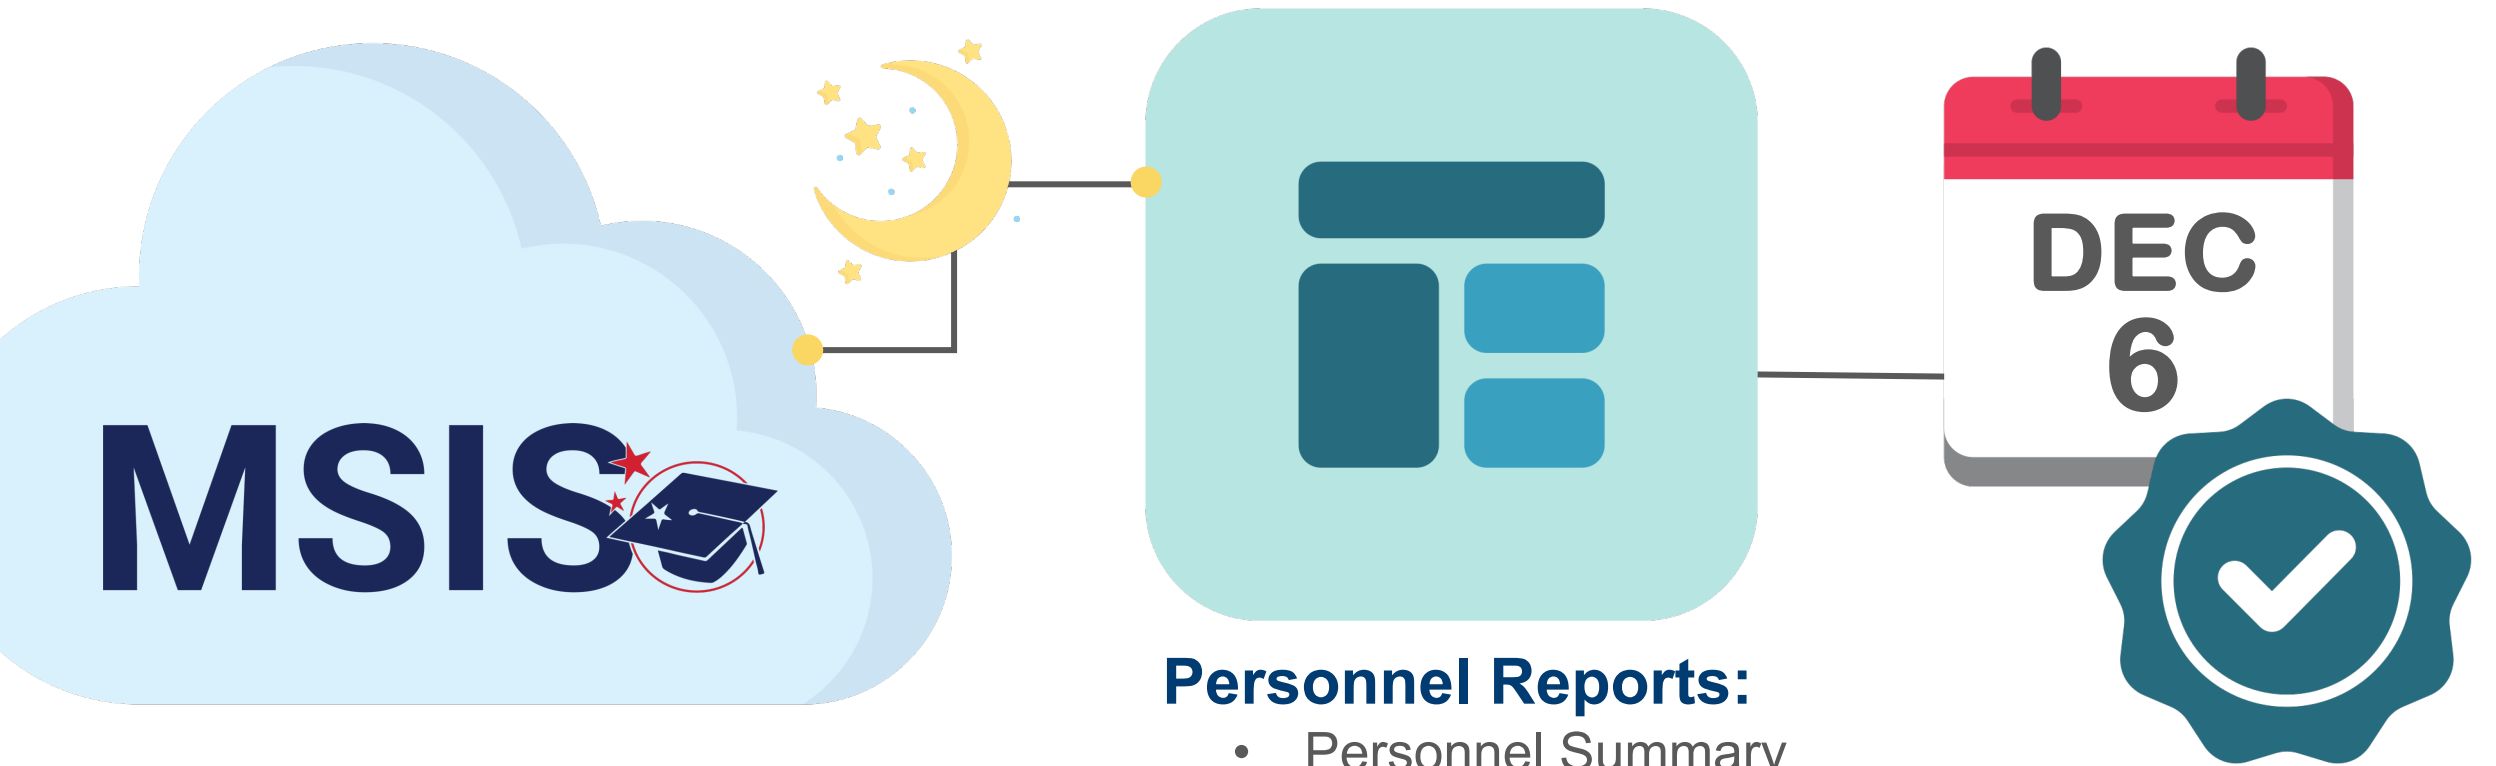 MSIS
DEC
6
Personnel Reports:
• Personnel Summary